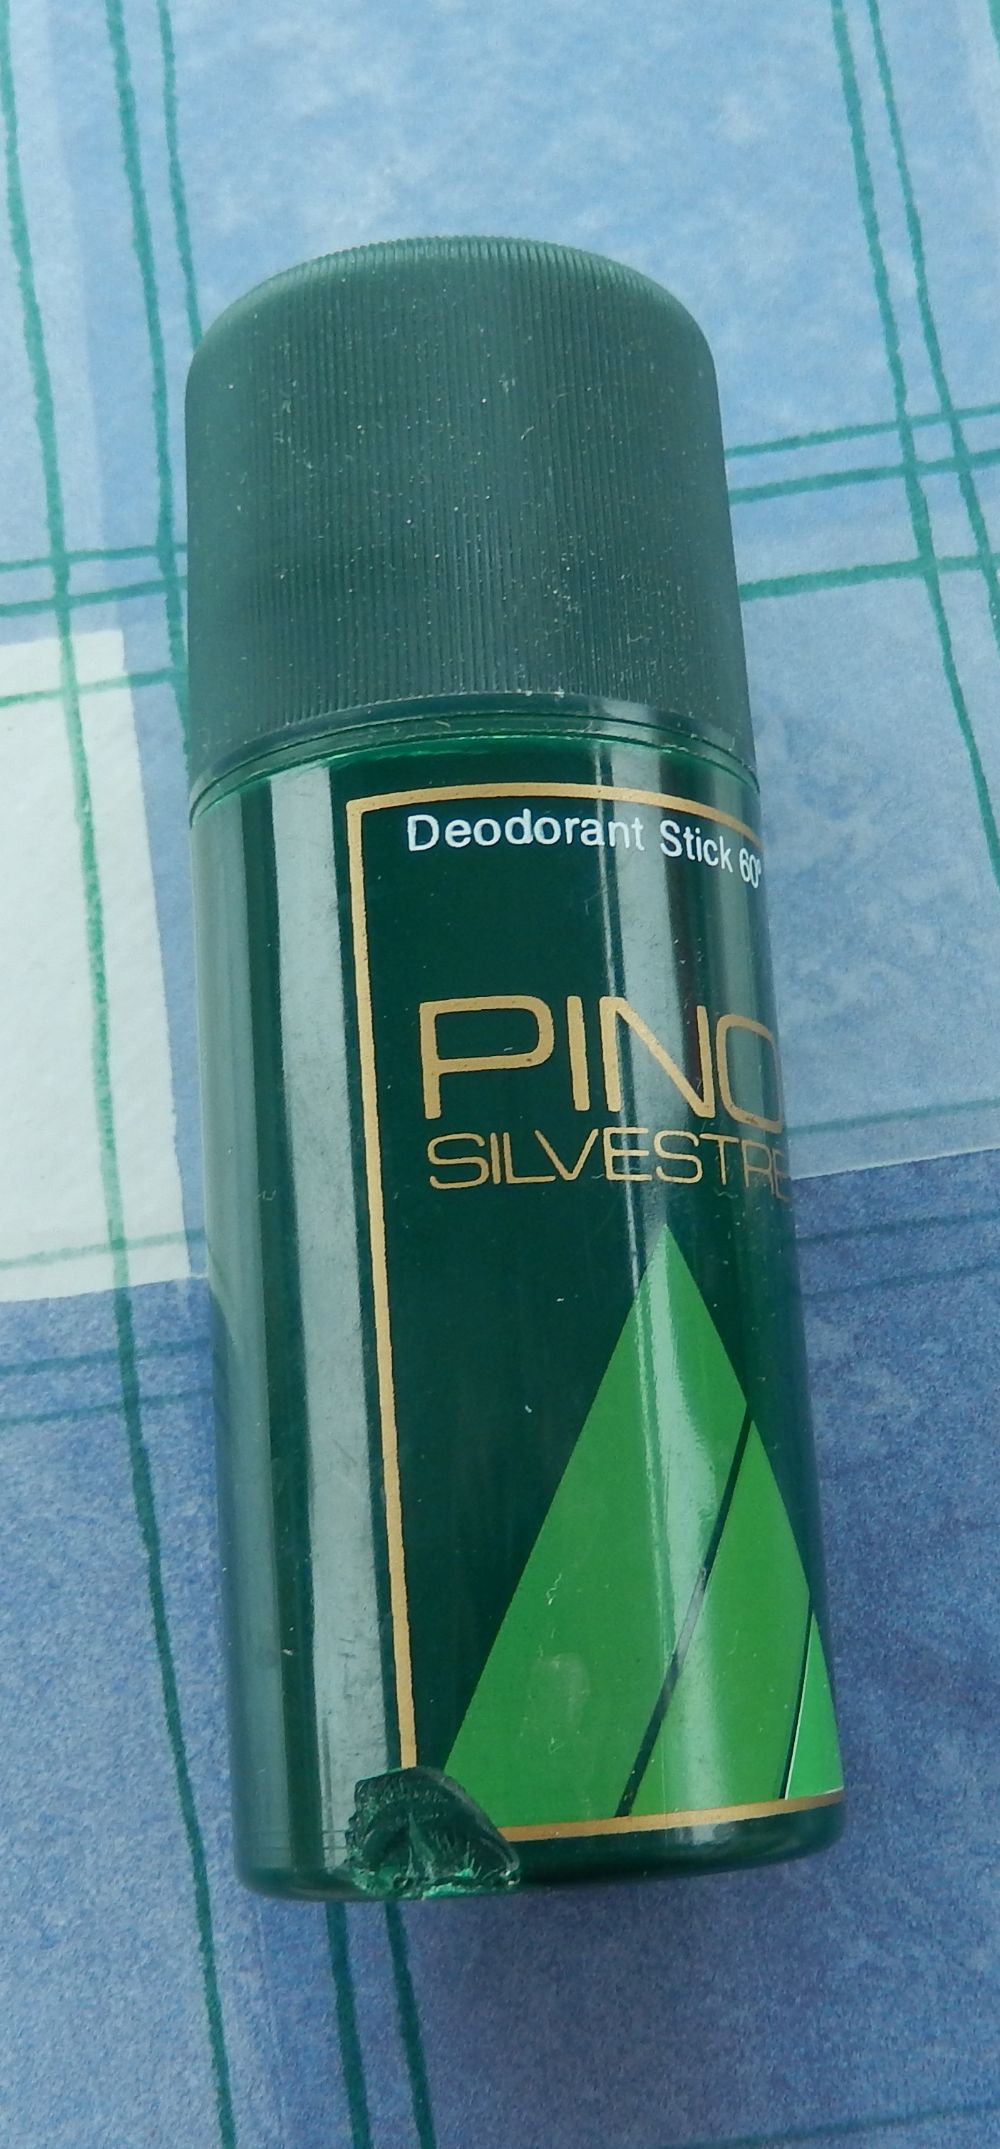 Deodorant Stick 60°
PINO
SILVESTRE